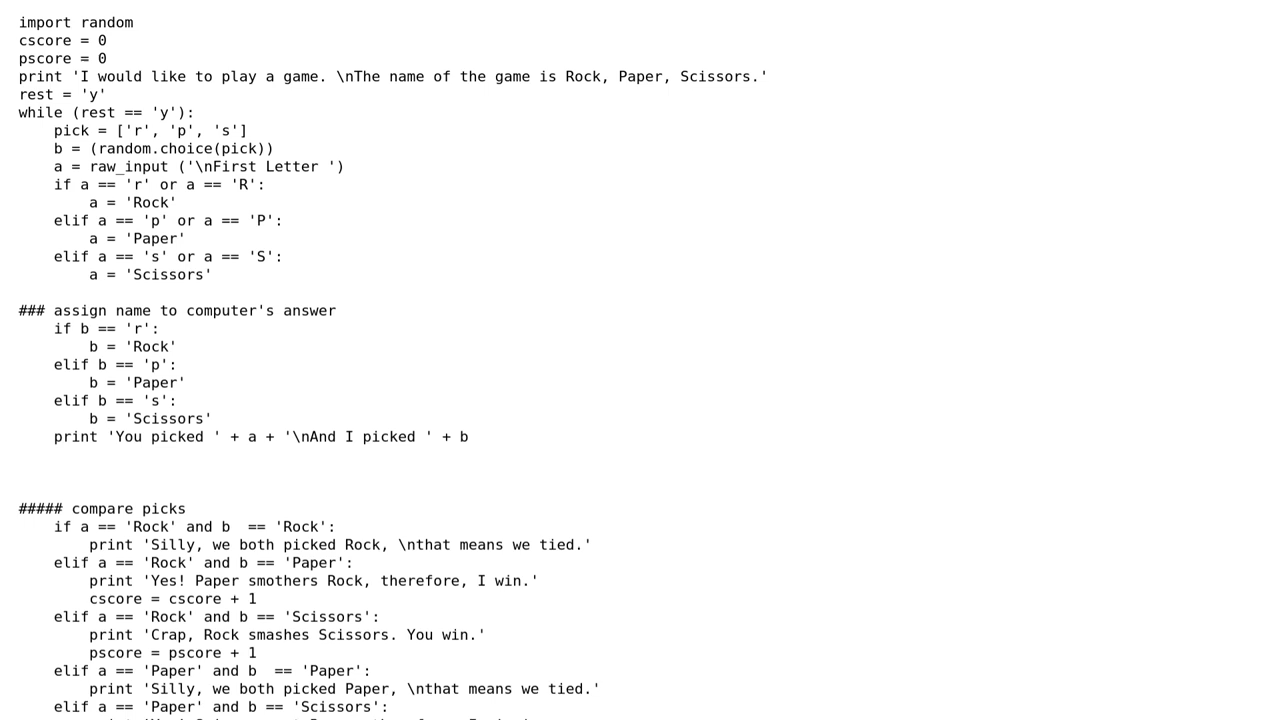 import random
cscore = 0
pscore = 0
print 'I would like to play a game. \nThe name of the game is Rock, Paper, Scissors.'
rest = 'y'
while (rest == 'y'):
    pick = ['r', 'p', 's']
    b = (random.choice(pick))
    a = raw_input ('\nFirst Letter ')
    if a == 'r' or a == 'R':
        a = 'Rock'
    elif a == 'p' or a == 'P':
        a = 'Paper'
    elif a == 's' or a == 'S':
        a = 'Scissors'

### assign name to computer's answer
    if b == 'r':
        b = 'Rock'
    elif b == 'p':
        b = 'Paper'
    elif b == 's':
        b = 'Scissors'
    print 'You picked ' + a + '\nAnd I picked ' + b



##### compare picks
    if a == 'Rock' and b  == 'Rock':
        print 'Silly, we both picked Rock, \nthat means we tied.'
    elif a == 'Rock' and b == 'Paper':
        print 'Yes! Paper smothers Rock, therefore, I win.'
        cscore = cscore + 1
    elif a == 'Rock' and b == 'Scissors':
        print 'Crap, Rock smashes Scissors. You win.'
        pscore = pscore + 1
    elif a == 'Paper' and b  == 'Paper':
        print 'Silly, we both picked Paper, \nthat means we tied.'
    elif a == 'Paper' and b == 'Scissors':